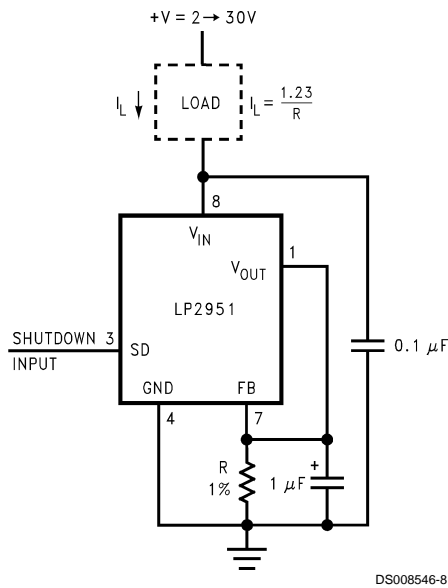 +V = 2 → 30V
I_L ↓
LOAD
I_L = 1.23 / R
8
V_IN
1
V_OUT
LP2951
SHUTDOWN 3
INPUT
SD
0.1 μF
GND
FB
4
7
R
1%
+
1 μF
DS008546-8